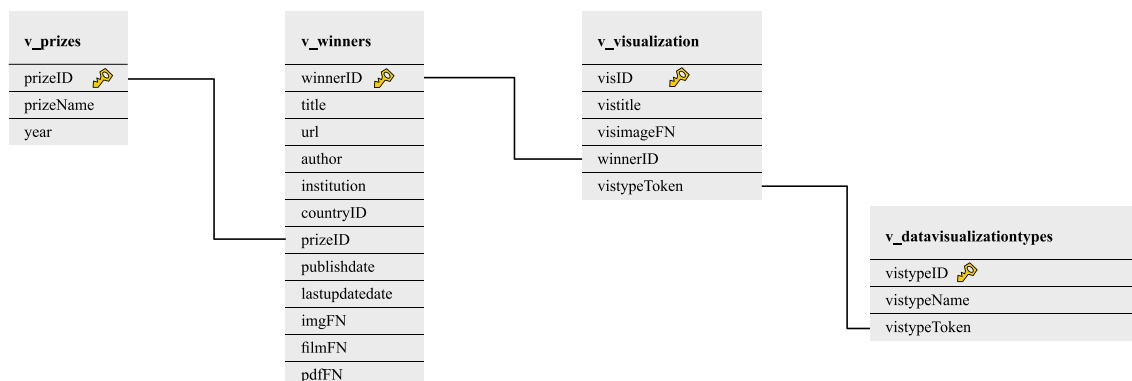 v_prizes
prizeID
prizeName
year
v_winners
winnerID
title
url
author
institution
countryID
prizeID
publishdate
lastupdatedate
imgFN
filmFN
pdfFN
v_visualization
visID
vistitle
visimageFN
winnerID
vistypeToken
v_datavisualizationtypes
vistypeID
vistypeName
vistypeToken